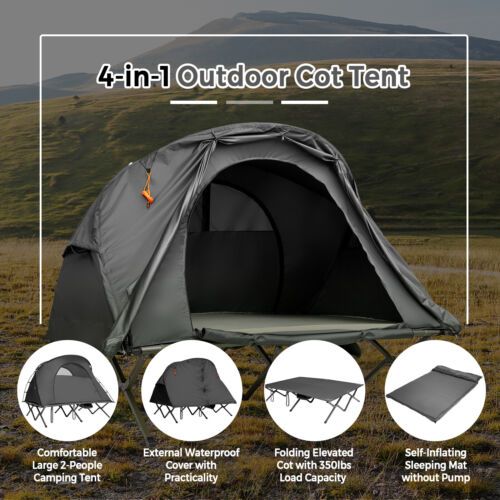 4-in-1 Outdoor Cot Tent
Comfortable
Large 2-People
Camping Tent
External Waterproof
Cover with
Practicality
Folding Elevated
Cot with 350lbs
Load Capacity
Self-Inflating
Sleeping Mat
without Pump